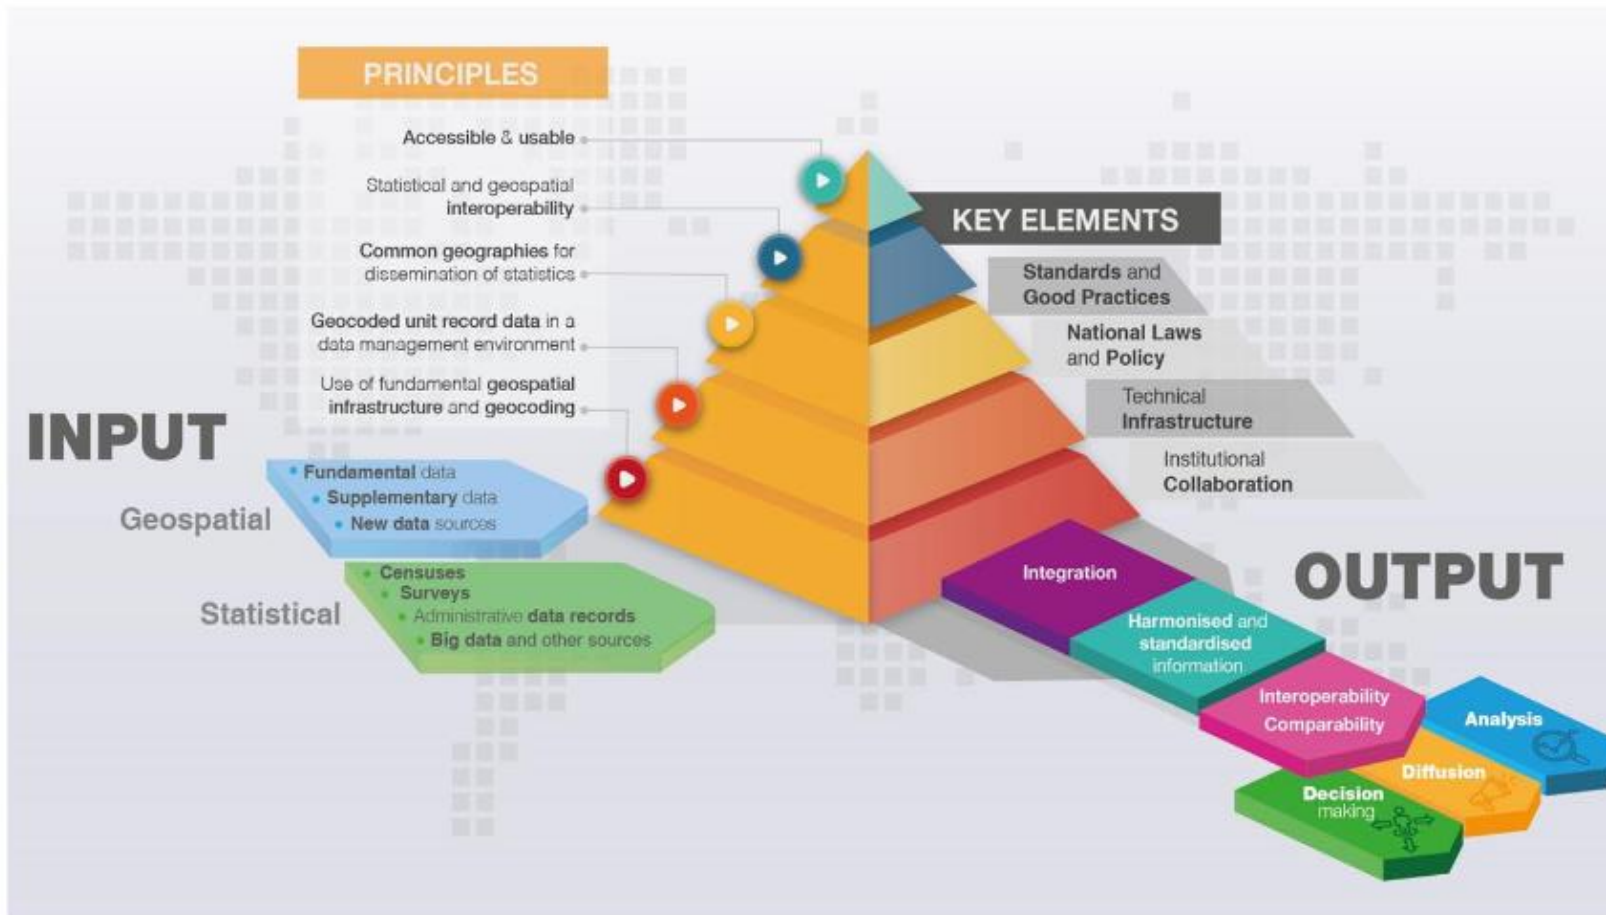 PRINCIPLES
Accessible & usable
Statistical and geospatial
interoperability
Common geographies for
dissemination of statistics
Geocoded unit record data in a
data management environment
Use of fundamental geospatial
infrastructure and geocoding
KEY ELEMENTS
Standards and
Good Practices
National Laws
and Policy
Technical
Infrastructure
Institutional
Collaboration
INPUT
Geospatial
• Fundamental data
• Supplementary data
• New data sources
Statistical
• Censuses
• Surveys
• Administrative data records
• Big data and other sources
OUTPUT
Integration
Harmonised and
standardised
information
Interoperability
Comparability
Analysis
Diffusion
Decision
making